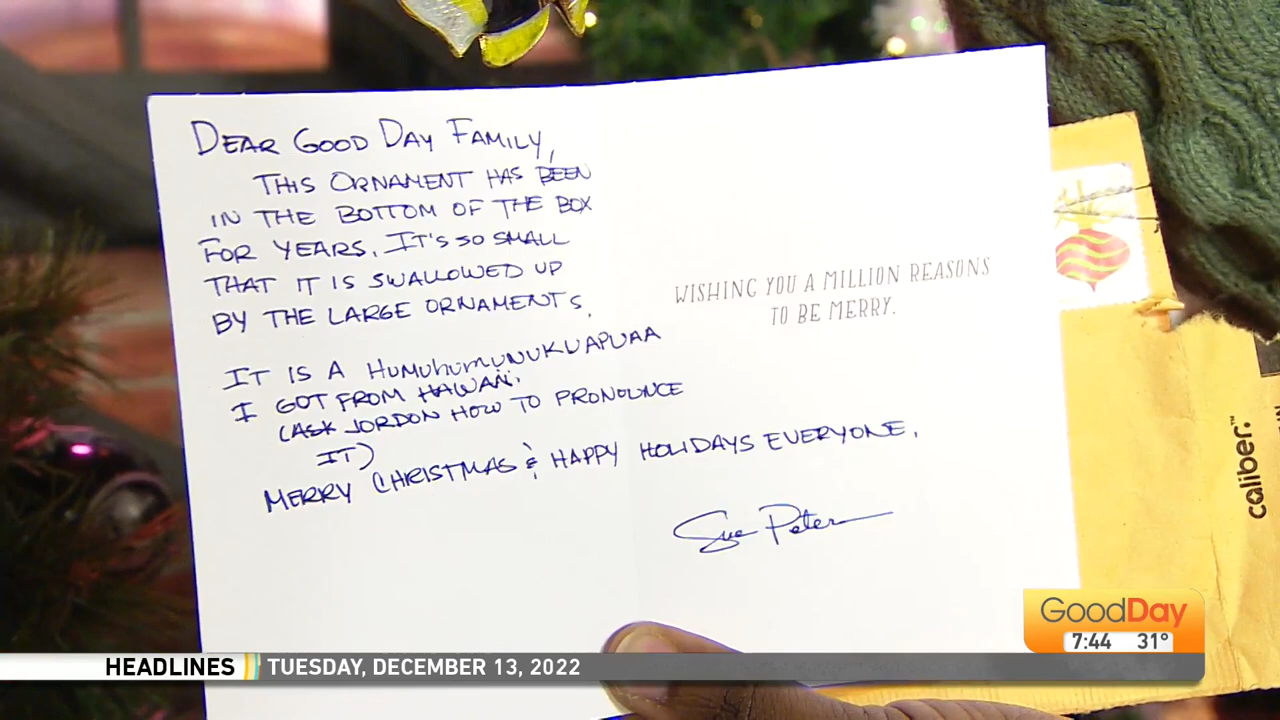 DEAR GOOD DAY FAMILY,
THIS ORNAMENT HAS BEEN
IN THE BOTTOM OF THE BOX
FOR YEARS. IT'S SO SMALL
THAT IT IS SWALLOWED UP
BY THE LARGE ORNAMENTS.
IT IS A HUMUHUMUNUKUAPUAA
I GOT FROM HAWAII.
(ASK JORDON HOW TO PRONOUNCE
IT)
MERRY CHRISTMAS & HAPPY HOLIDAYS EVERYONE.
Sue Peter
WISHING YOU A MILLION REASONS
TO BE MERRY.
caliber.™
GoodDay
7:44 31°
HEADLINES TUESDAY, DECEMBER 13, 2022